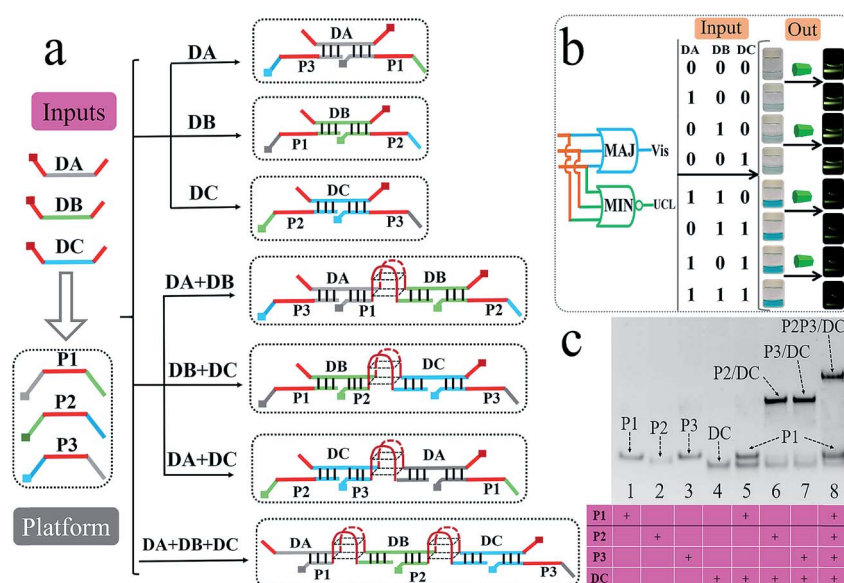 a
Inputs
DA
DB
DC
P1
P2
P3
Platform
DA
DA
P3
P1
DB
DB
P1
P2
DC
DC
P2
P3
DA+DB
DA
DB
P3
P1
P2
DB+DC
DB
DC
P1
P2
P3
DA+DC
DC
DA
P2
P3
P1
DA+DB+DC
DA
DB
DC
P1
P2
P3
b
Input
Out
DA DB DC
0 0 0
1 0 0
0 1 0
0 0 1
1 1 0
0 1 1
1 0 1
1 1 1
MAJ
Vis
MIN
UCL
c
P2P3/DC
P3/DC
P2/DC
P1
P2
P3
DC
P1
1 2 3 4 5 6 7 8
P1 + + +
P2 + + +
P3 + + +
DC + + + + +